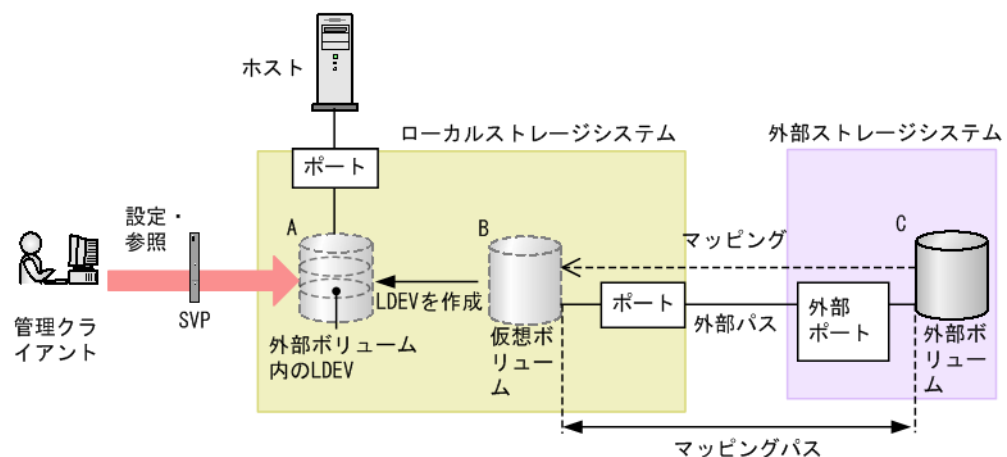 ホスト
ローカルストレージシステム
外部ストレージシステム
ポート
設定・
参照
A
B
C
マッピング
LDEVを作成
ポート
外部パス
外部
ポート
SVP
管理クラ
イアント
外部ボリューム
内のLDEV
仮想ボ
リュー
ム
外部ボ
リュー
ム
マッピングパス